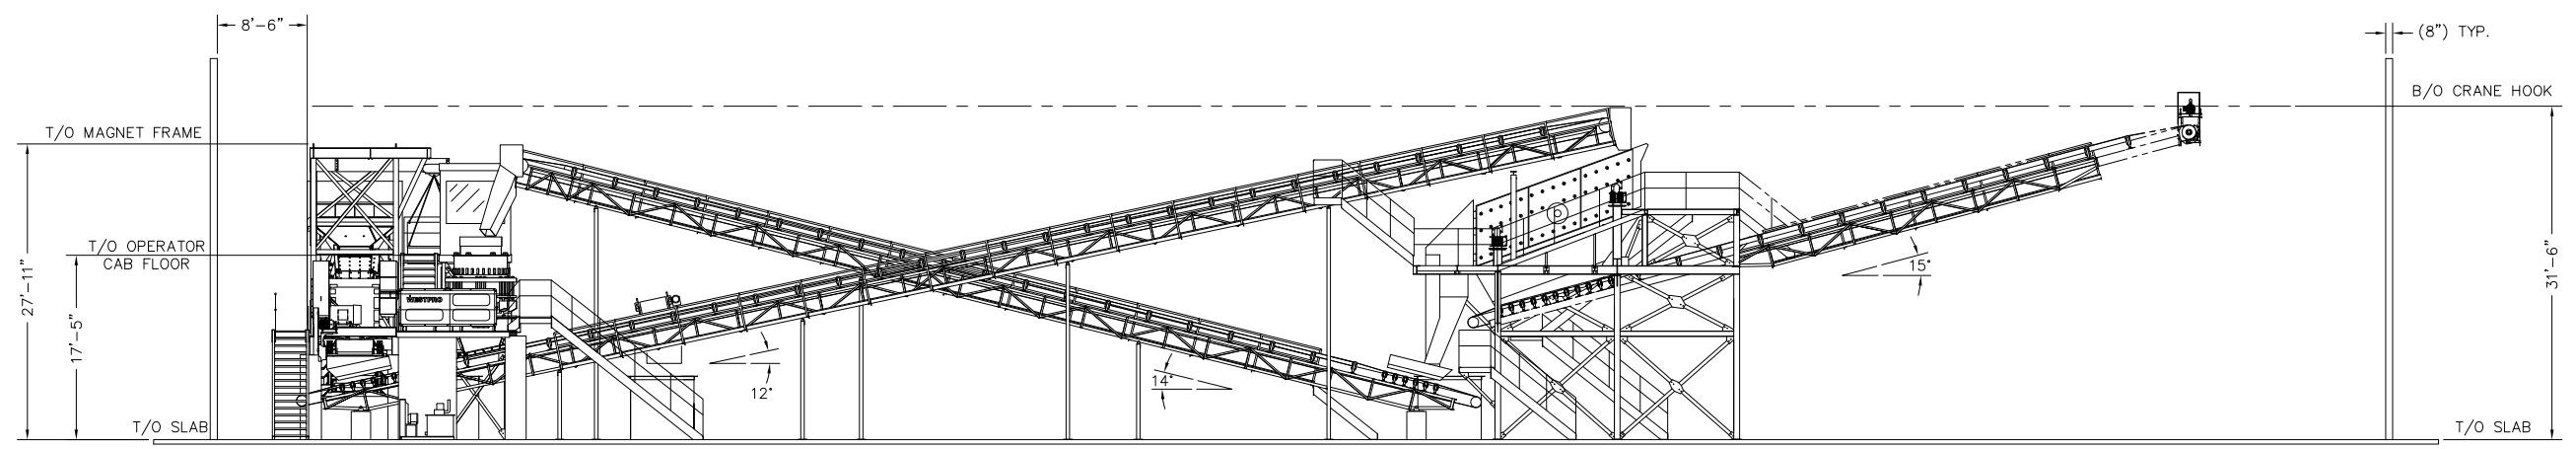 8'-6"
(8") TYP.
B/O CRANE HOOK
T/O MAGNET FRAME
T/O OPERATOR
CAB FLOOR
27'-11"
17'-5"
31'-6"
WESTPRO
15°
14°
12°
T/O SLAB
T/O SLAB